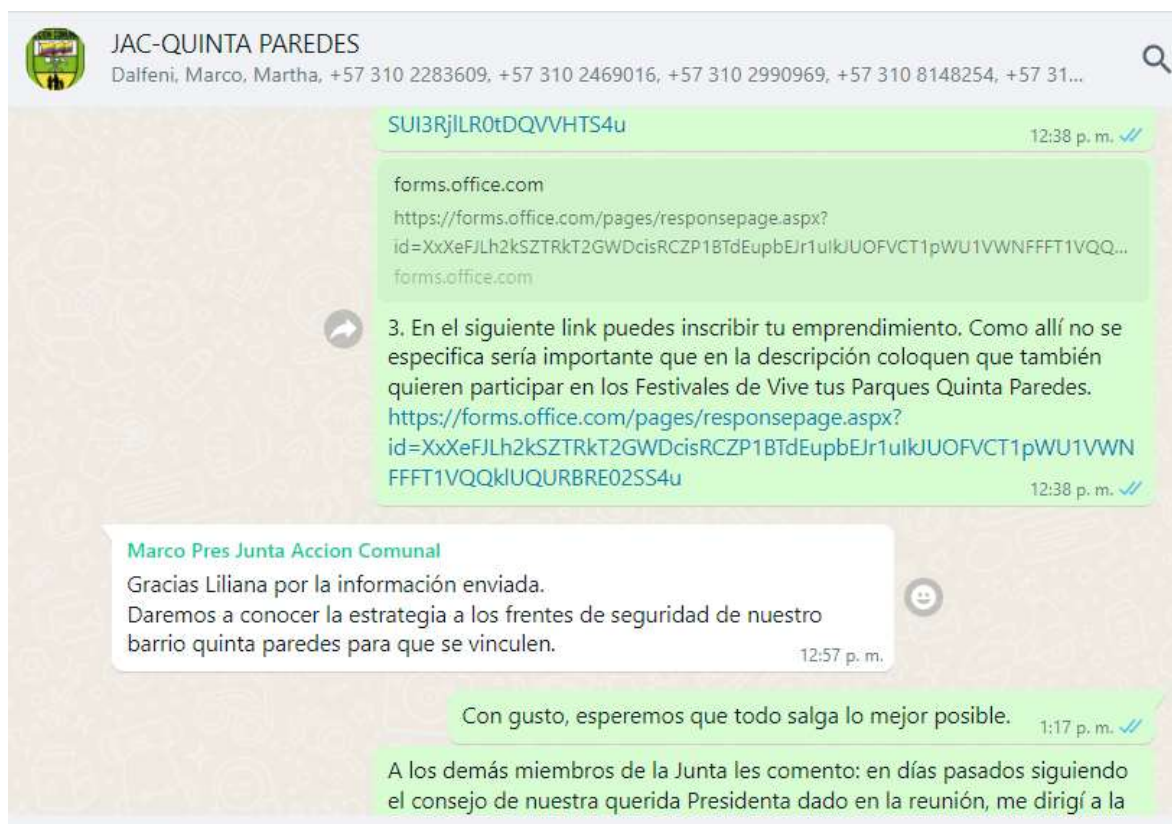 JAC-QUINTA PAREDES
Dalfeni, Marco, Martha, +57 310 2283609, +57 310 2469016, +57 310 2990969, +57 310 8148254, +57 31...
SUI3RjlLR0tDQVVHTS4u
12:38 p. m.
forms.office.com
https://forms.office.com/pages/responsepage.aspx?
id=XxXeFJLh2kSZTRkT2GWDcisRCZP1BTdEupbEJr1uIkJUOFVCT1pWU1VWNFFFT1VQQ...
forms.office.com
3. En el siguiente link puedes inscribir tu emprendimiento. Como allí no se
especifica sería importante que en la descripción coloquen que también
quieren participar en los Festivales de Vive tus Parques Quinta Paredes.
https://forms.office.com/pages/responsepage.aspx?
id=XxXeFJLh2kSZTRkT2GWDcisRCZP1BTdEupbEJr1uIkJUOFVCT1pWU1VWN
FFFT1VQQklUQURBRE02SS4u
12:38 p. m.
Marco Pres Junta Accion Comunal
Gracias Liliana por la información enviada.
Daremos a conocer la estrategia a los frentes de seguridad de nuestro
barrio quinta paredes para que se vinculen.
12:57 p. m.
Con gusto, esperemos que todo salga lo mejor posible.
1:17 p. m.
A los demás miembros de la Junta les comento: en días pasados siguiendo
el consejo de nuestra querida Presidenta dado en la reunión, me dirigí a la